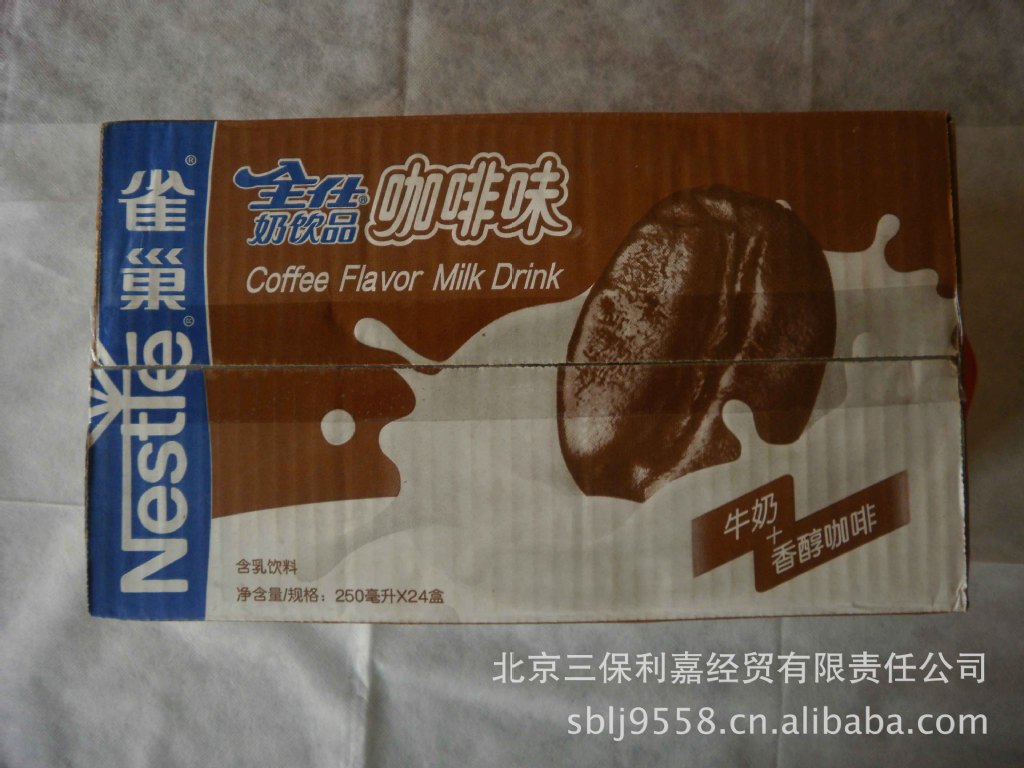 雀巢®
Nestlé®
全仕®
奶饮品
咖啡味
Coffee Flavor Milk Drink
牛奶
+
香醇咖啡
含乳饮料
净含量/规格：250毫升X24盒
北京三保利嘉经贸有限责任公司
sblj9558.cn.alibaba.com